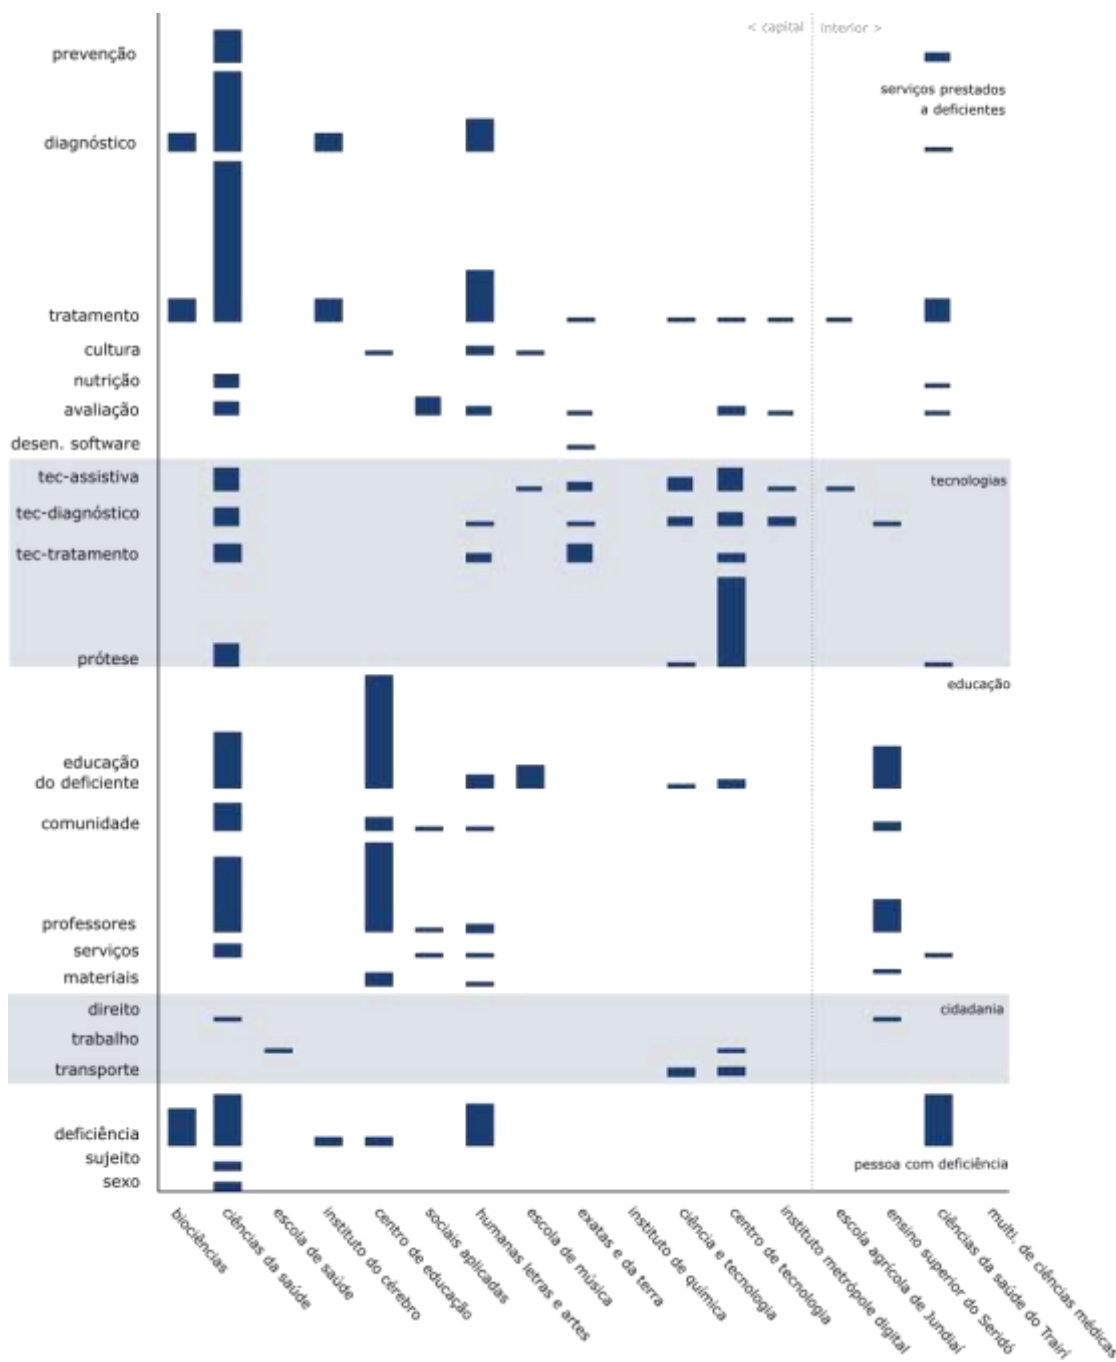 < capital
Interior >
prevenção
serviços prestados
a deficientes
diagnóstico
tratamento
cultura
nutrição
avaliação
desen. software
tec-assistiva
tecnologias
tec-diagnóstico
tec-tratamento
prótese
educação
educação
do deficiente
comunidade
professores
serviços
materiais
direito
cidadania
trabalho
transporte
deficiência
sujeito
pessoa com deficiência
sexo
biociências
ciências da saúde
escola de saúde
instituto do cérebro
centro de educação
sociais aplicadas
humanas letras e artes
escola de música
exatas e da terra
instituto de química
ciência e tecnologia
centro de tecnologia
instituto metrópole digital
escola agrícola de Jundiaí
ensino superior do Seridó
ciências da saúde do Trairí
multi. de ciências médicas